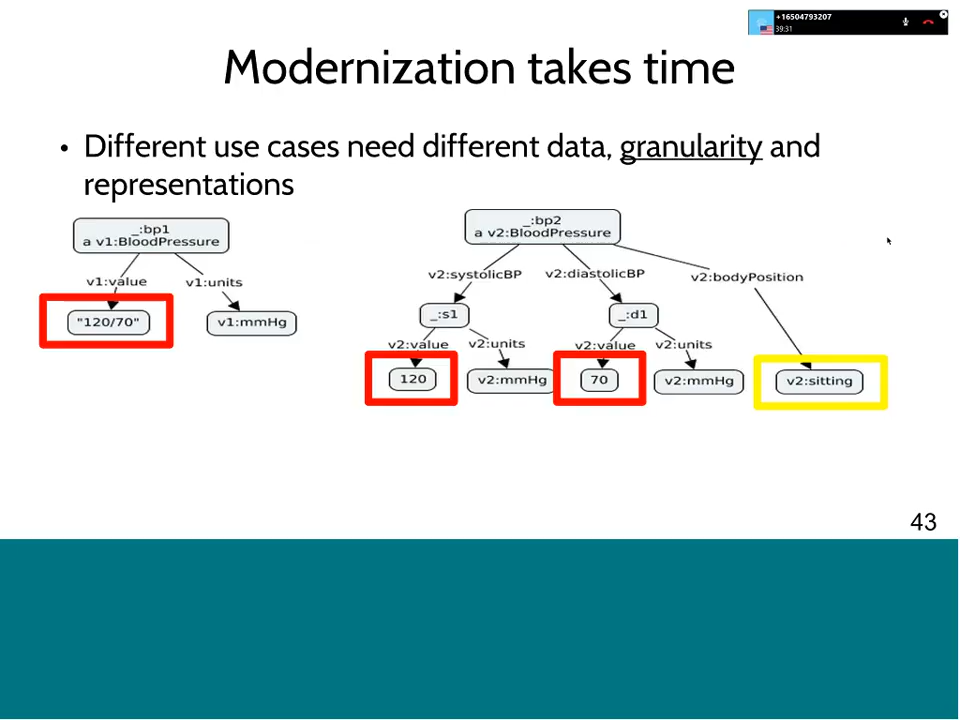 +16504793207
39:31
Modernization takes time
• Different use cases need different data, granularity and
representations
_:bp1
a v1:BloodPressure
v1:value
v1:units
"120/70"
v1:mmHg
_:bp2
a v2:BloodPressure
v2:systolicBP
v2:diastolicBP
v2:bodyPosition
_:s1
_:d1
v2:value
v2:units
v2:value
v2:units
120
v2:mmHg
70
v2:mmHg
v2:sitting
43